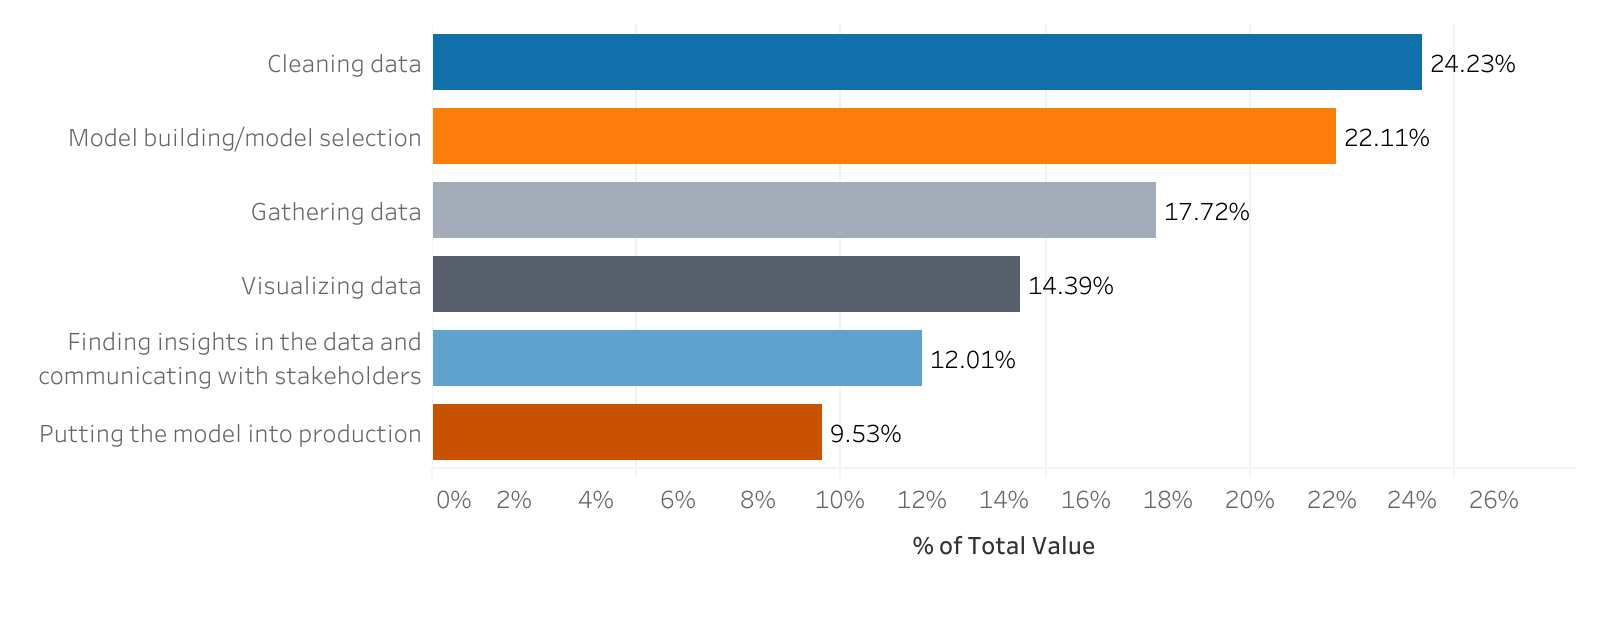 Cleaning data 24.23%
Model building/model selection 22.11%
Gathering data 17.72%
Visualizing data 14.39%
Finding insights in the data and
communicating with stakeholders 12.01%
Putting the model into production 9.53%
0% 2% 4% 6% 8% 10% 12% 14% 16% 18% 20% 22% 24% 26%
% of Total Value